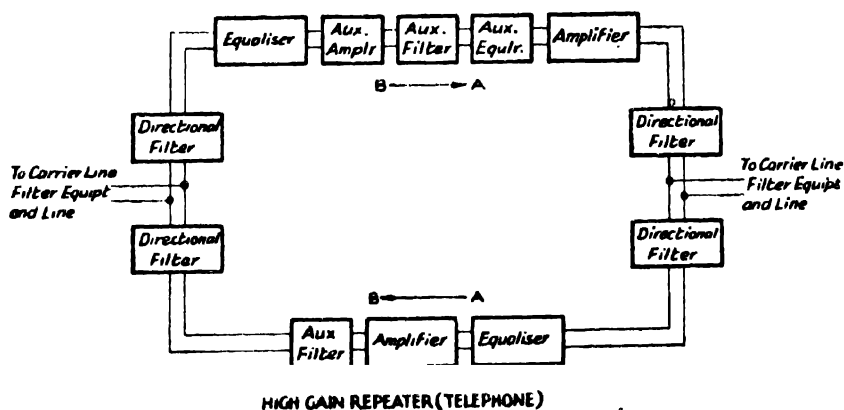 Equaliser
Aux.
Amplr
Aux.
Filter
Aux.
Equlr.
Amplifier
B
A
Directional
Filter
Directional
Filter
To Carrier Line
Filter Equipt
and Line
To Carrier Line
Filter Equipt
and Line
Directional
Filter
Directional
Filter
B
A
Aux
Filter
Amplifier
Equaliser
HIGH GAIN REPEATER (TELEPHONE)